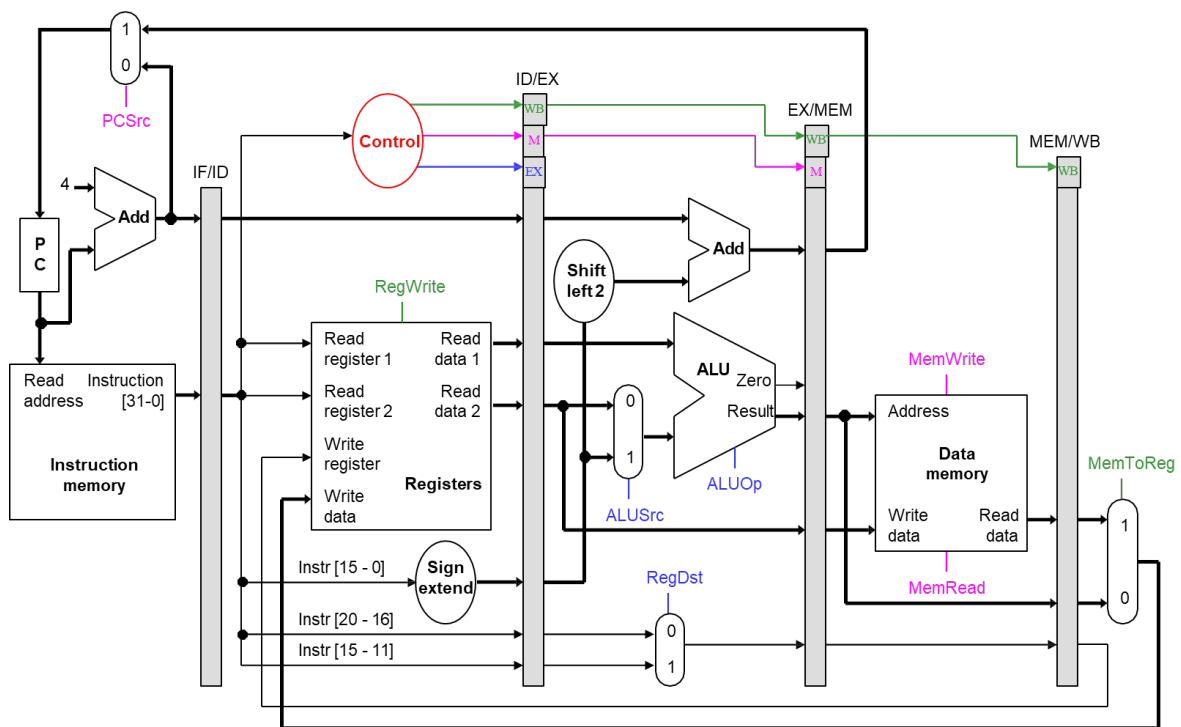 1
0
PCSrc
4
Add
P
C
IF/ID
Control
ID/EX
WB
M
EX
EX/MEM
WB
M
MEM/WB
WB
Shift
left 2
Add
RegWrite
Read
address
Instruction
[31-0]
Instruction
memory
Read
register 1
Read
data 1
Read
register 2
Read
data 2
Write
register
Write
data
Registers
0
1
ALUSrc
ALU
Zero
Result
ALUOp
MemWrite
Address
Data
memory
Write
data
Read
data
MemRead
MemToReg
1
0
Instr [15 - 0]
Sign
extend
Instr [20 - 16]
Instr [15 - 11]
RegDst
0
1